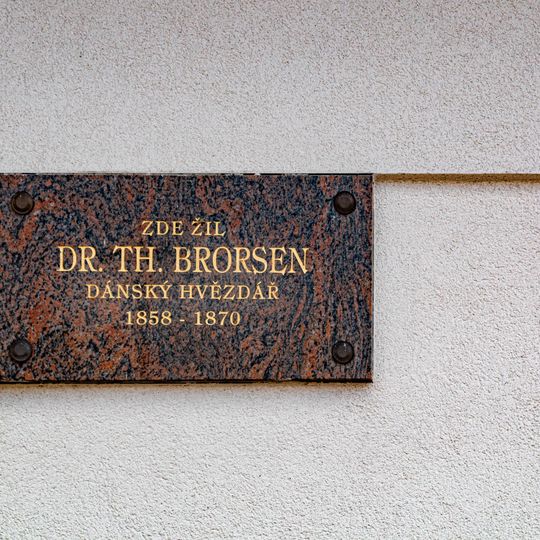 ZDE ŽIL
DR. TH. BRORSEN
DÁNSKÝ HVĚZDÁŘ
1858 - 1870